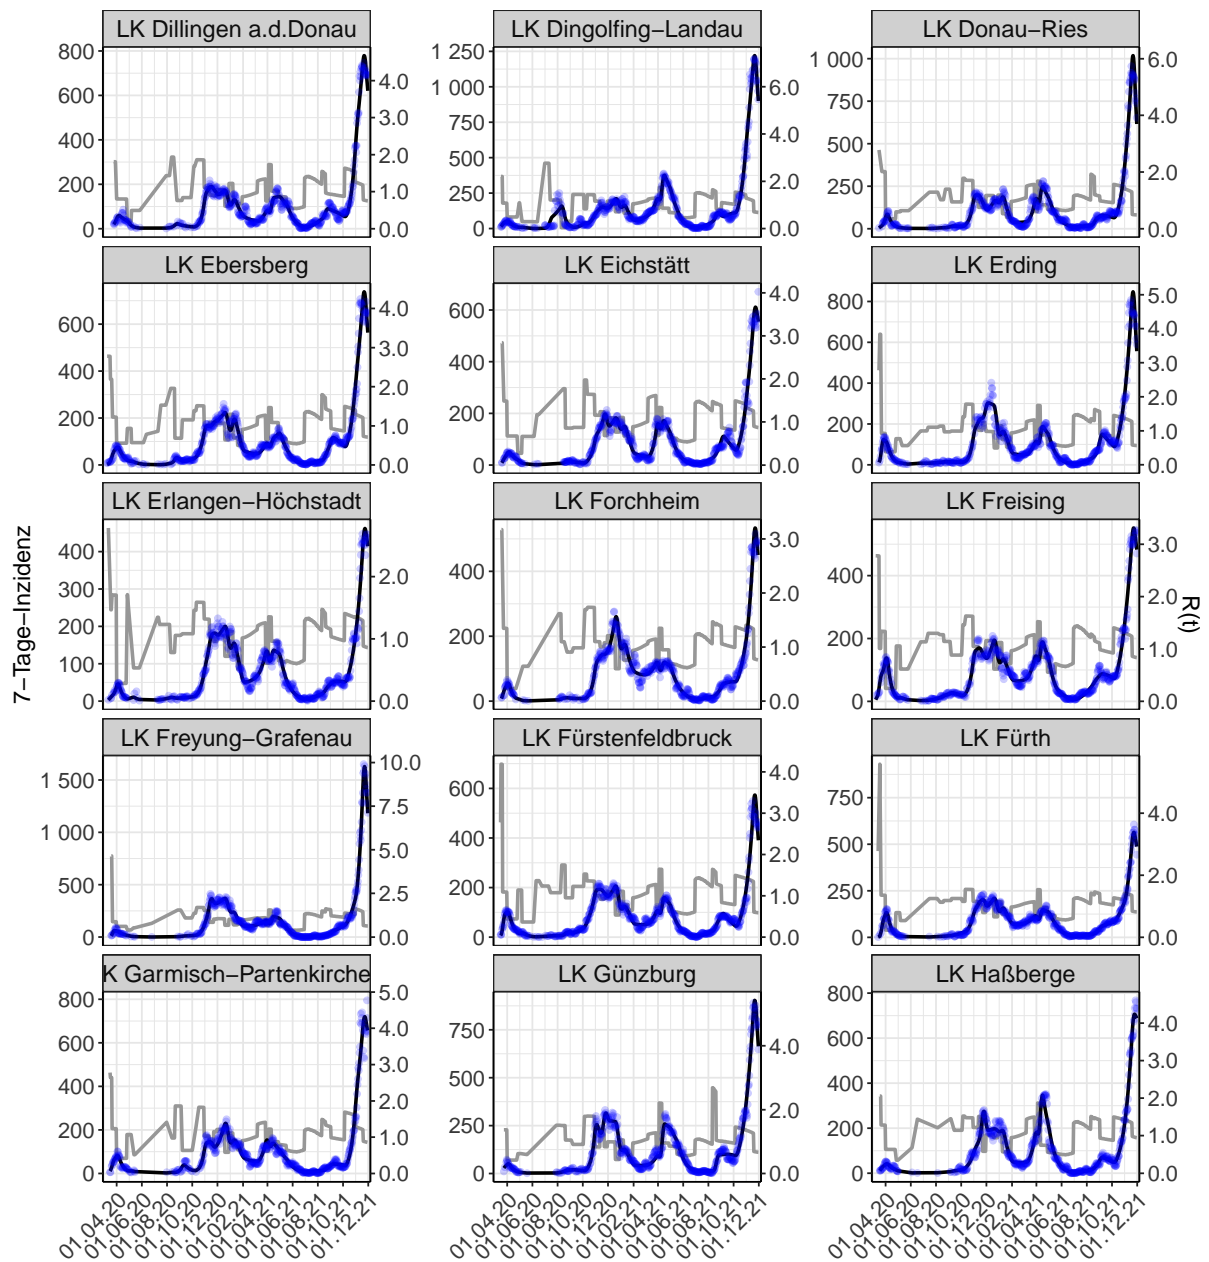 LK Dillingen a.d.Donau LK Dingolfing−Landau LK Donau−Ries
800 600 400 200 0 4.0 3.0 2.0 1.0 0.0
1 250 1 000 750 500 250 0 6.0 4.0 2.0 0.0
1 000 750 500 250 0 6.0 4.0 2.0 0.0
LK Ebersberg LK Eichstätt LK Erding
600 400 200 0 4.0 3.0 2.0 1.0 0.0
600 400 200 0 4.0 3.0 2.0 1.0 0.0
800 600 400 200 0 5.0 4.0 3.0 2.0 1.0 0.0
LK Erlangen−Höchstadt LK Forchheim LK Freising
400 300 200 100 0 2.0 1.0 0.0
400 200 0 3.0 2.0 1.0 0.0
400 200 0 3.0 2.0 1.0 0.0
7−Tage−Inzidenz
R(t)
LK Freyung−Grafenau LK Fürstenfeldbruck LK Fürth
1 500 1 000 500 0 10.0 7.5 5.0 2.5 0.0
600 400 200 0 4.0 3.0 2.0 1.0 0.0
750 500 250 0 4.0 2.0 0.0
K Garmisch−Partenkirche LK Günzburg LK Haßberge
800 600 400 200 0 5.0 4.0 3.0 2.0 1.0 0.0
750 500 250 0 4.0 2.0 0.0
800 600 400 200 0 4.0 3.0 2.0 1.0 0.0
01.04.20 01.06.20 01.08.20 01.10.20 01.12.20 01.02.21 01.04.21 01.06.21 01.08.21 01.10.21 01.12.21
01.04.20 01.06.20 01.08.20 01.10.20 01.12.20 01.02.21 01.04.21 01.06.21 01.08.21 01.10.21 01.12.21
01.04.20 01.06.20 01.08.20 01.10.20 01.12.20 01.02.21 01.04.21 01.06.21 01.08.21 01.10.21 01.12.21